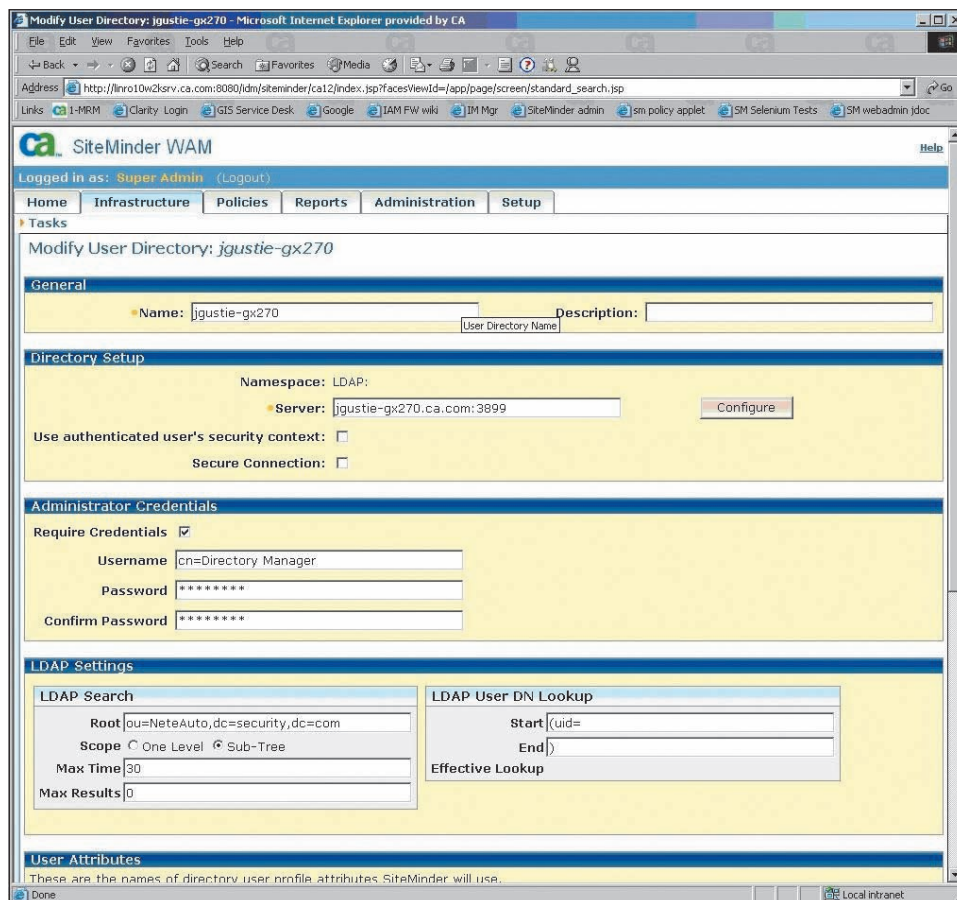 Modify User Directory: jgustie-gx270 - Microsoft Internet Explorer provided by CA
File Edit View Favorites Tools Help
Back Search Favorites Media
Address http://linro10w2ksrv.ca.com:8080/idm/siteminder/ca12/index.jsp?facesViewId=/app/page/screen/standard_search.jsp Go
Links 1-MRM Clarity Login GIS Service Desk Google IAM FW wiki IM Mgr SiteMinder admin sm policy applet SM Selenium Tests SM webadmin jdoc
ca SiteMinder WAM Help
Logged in as: Super Admin (Logout)
Home Infrastructure Policies Reports Administration Setup
Tasks
Modify User Directory: jgustie-gx270
General
Name: jgustie-gx270 Description:
User Directory Name
Directory Setup
Namespace: LDAP:
Server: jgustie-gx270.ca.com:3899 Configure
Use authenticated user's security context:
Secure Connection:
Administrator Credentials
Require Credentials
Username cn=Directory Manager
Password ********
Confirm Password ********
LDAP Settings
LDAP Search LDAP User DN Lookup
Root ou=NeteAuto,dc=security,dc=com Start (uid=
Scope One Level Sub-Tree End )
Max Time 30 Effective Lookup
Max Results 0
User Attributes
These are the names of directory user profile attributes SiteMinder will use.
Done Local intranet